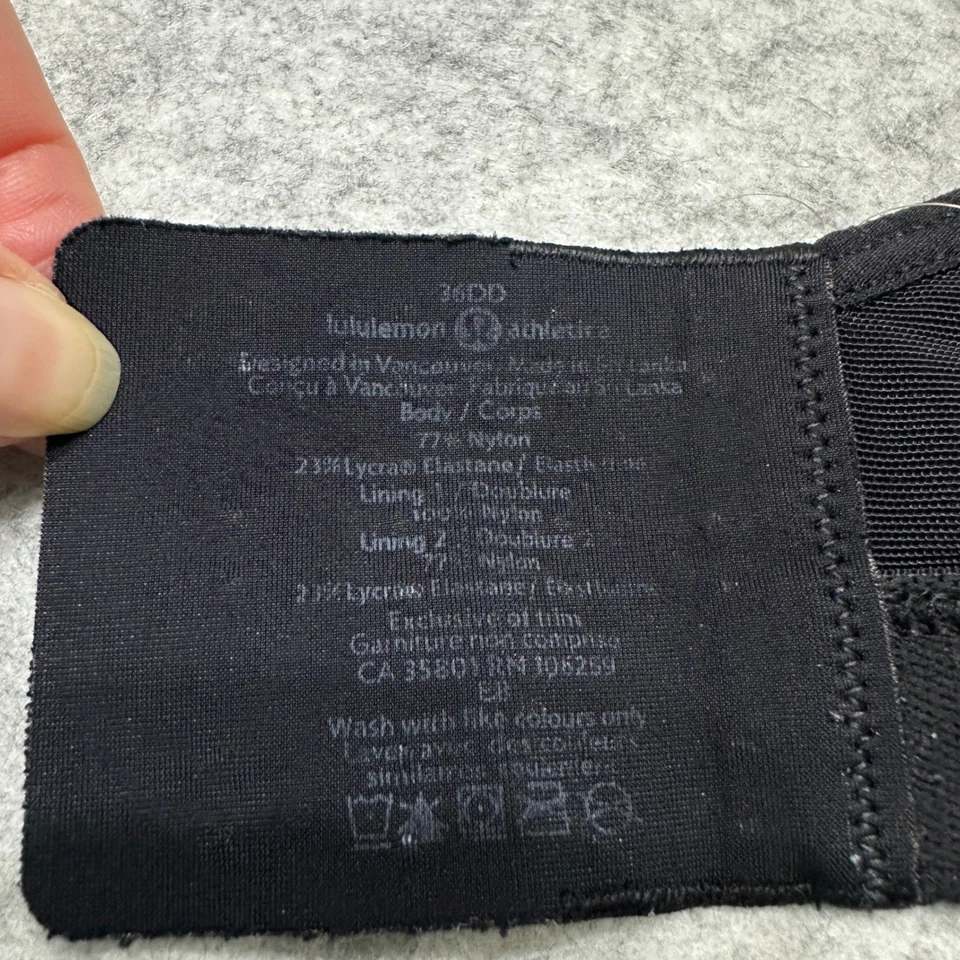 36DD
lululemon athletica
Designed in Vancouver, Made in Sri Lanka
Conçu à Vancouver, Fabriqué au Sri Lanka
Body / Corps
77% Nylon
23% Lycra® Elastane / Elasthanne
Lining 1 / Doublure 1
100% Nylon
Lining 2 / Doublure 2
77% Nylon
23% Lycra® Elastane / Elasthanne
Exclusive of trim
Garniture non comprise
CA 35801 RN 106259
Wash with like colours only
Laver avec des couleurs
similaires